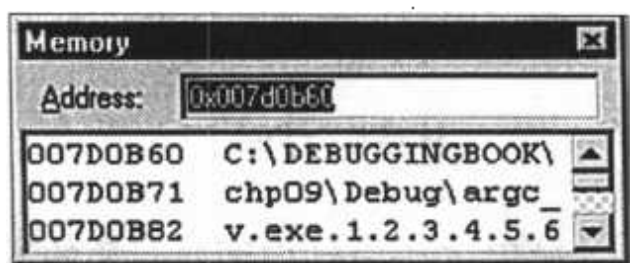 Memory
Address: 0x007d0b60
007D0B60 C:\DEBUGGINGBOOK\
007D0B71 chp09\Debug\argc_
007D0B82 v.exe.1.2.3.4.5.6